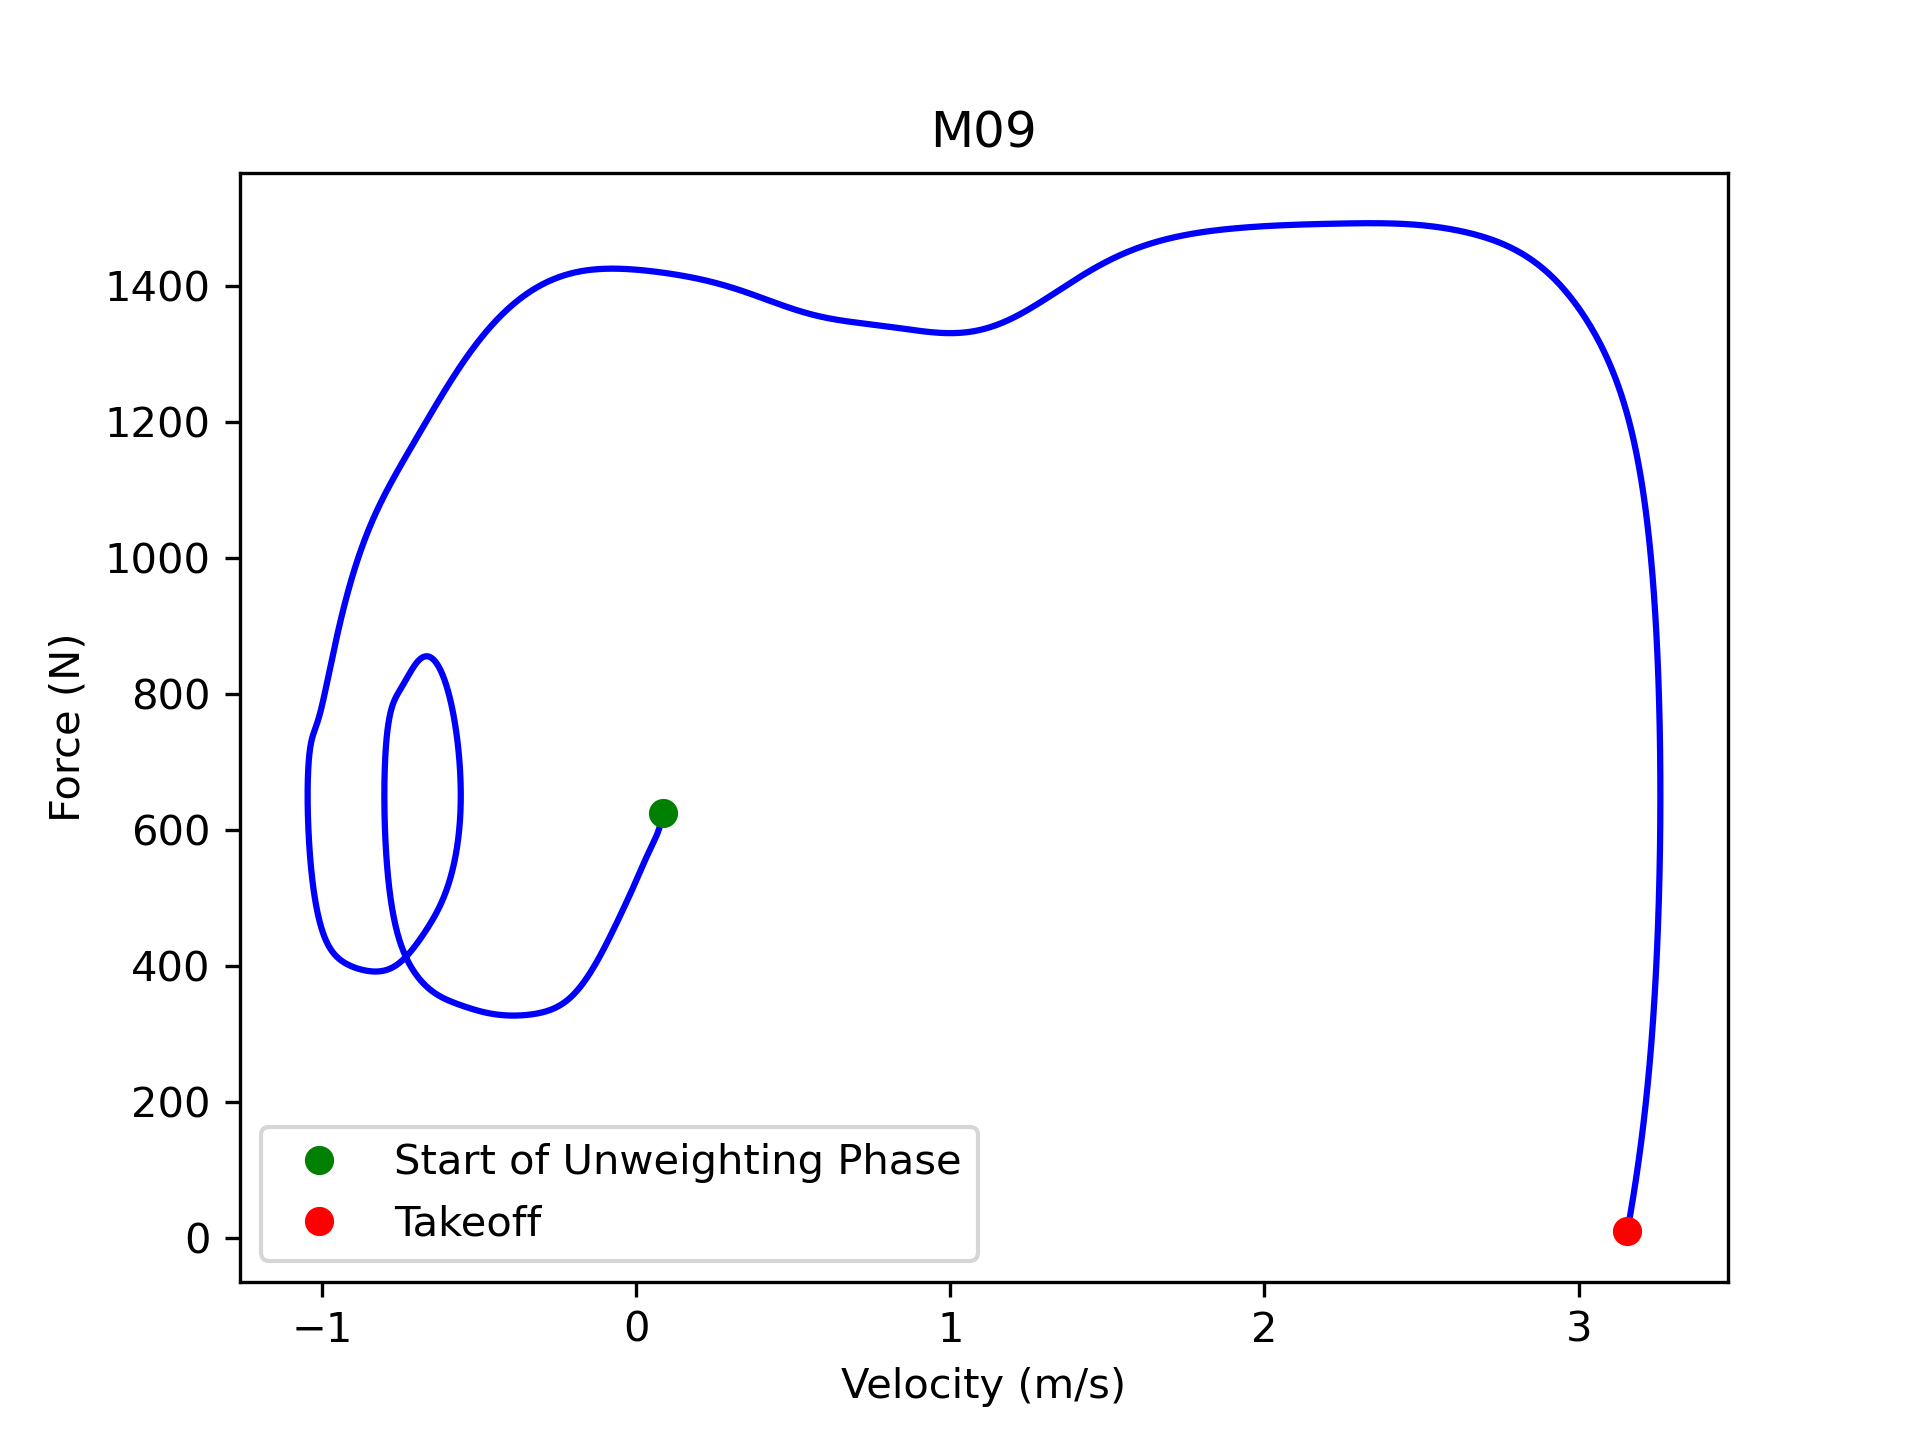 M09
Force (N)
1400
1200
1000
800
600
400
200
0
Start of Unweighting Phase
Takeoff
−1 0 1 2 3
Velocity (m/s)